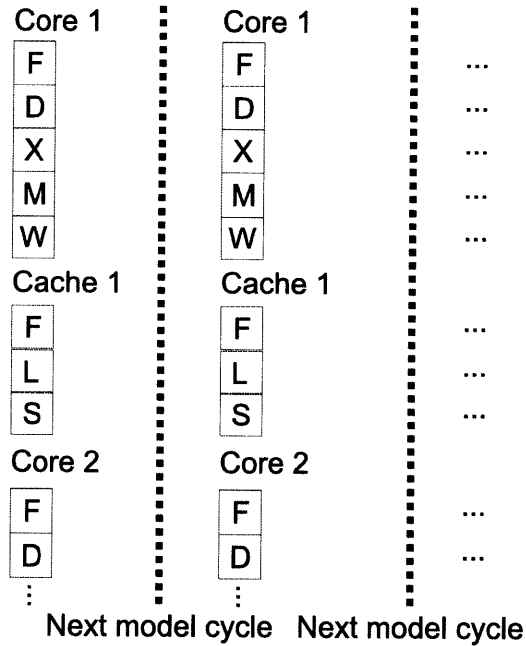 Core 1 Core 1
F F ...
D D ...
X X ...
M M ...
W W ...
Cache 1 Cache 1
F F ...
L L ...
S S ...
Core 2 Core 2
F F ...
D D ...
Next model cycle Next model cycle